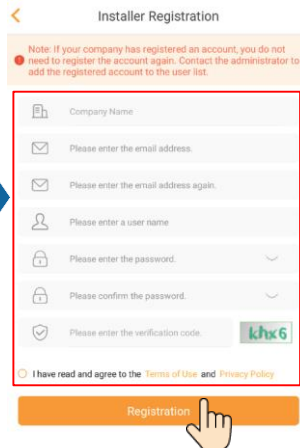 Installer Registration
Note: If your company has registered an account, you do not
need to register the account again. Contact the administrator to
add the registered account to the user list.
Company Name
Please enter the email address.
Please enter the email address again.
Please enter a user name
Please enter the password.
Please confirm the password.
Please enter the verification code. khx6
I have read and agree to the Terms of Use and Privacy Policy
Registration